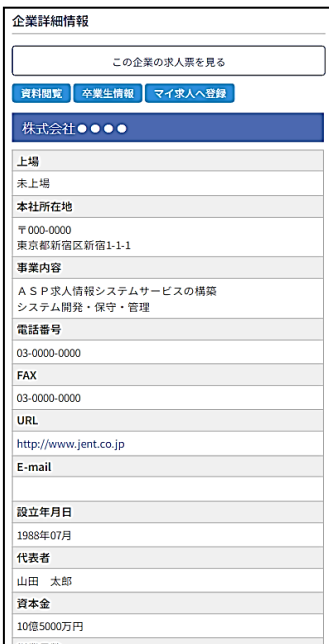 企業詳細情報
この企業の求人票を見る
資料閲覧 卒業生情報 マイ求人へ登録
株式会社●●●●
上場
未上場
本社所在地
〒000-0000
東京都新宿区新宿1-1-1
事業内容
ＡＳＰ求人情報システムサービスの構築
システム開発・保守・管理
電話番号
03-0000-0000
FAX
03-0000-0000
URL
http://www.jent.co.jp
E-mail
設立年月日
1988年07月
代表者
山田　太郎
資本金
10億5000万円